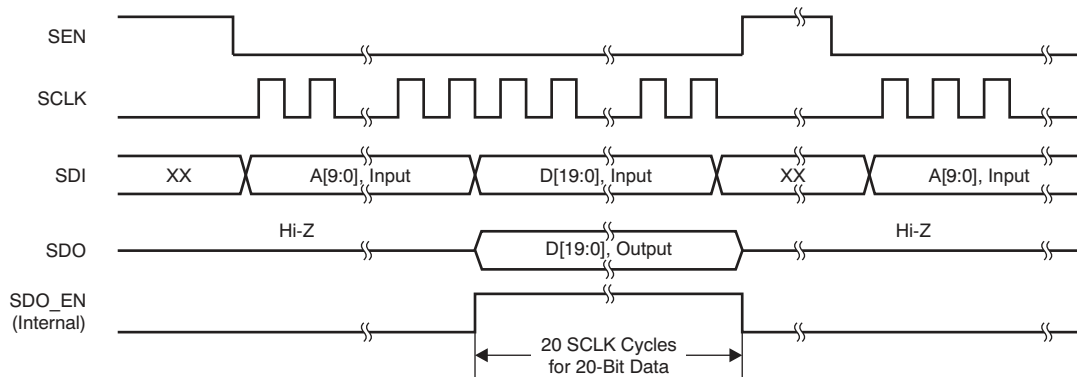 SEN
SCLK
SDI
XX
A[9:0], Input
D[19:0], Input
XX
A[9:0], Input
Hi-Z
Hi-Z
SDO
D[19:0], Output
SDO_EN
(Internal)
20 SCLK Cycles
for 20-Bit Data